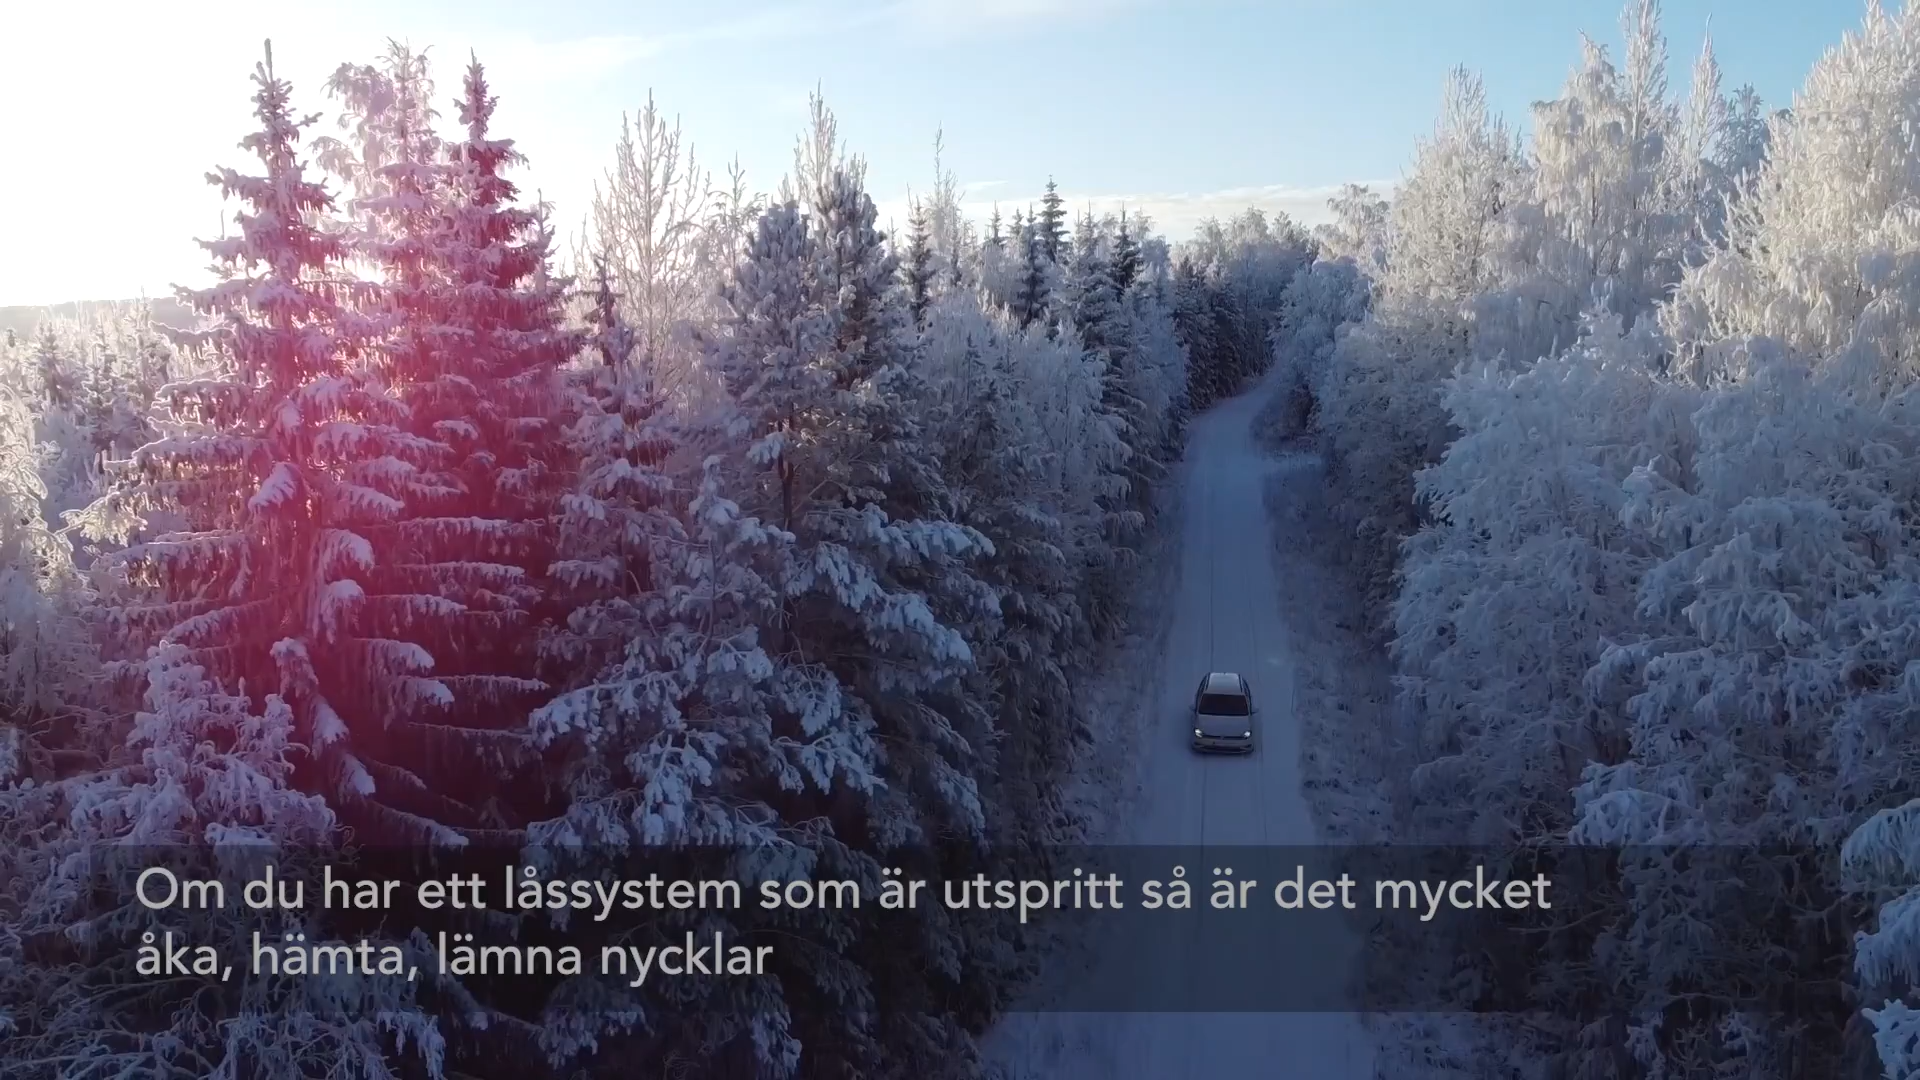 Om du har ett låssystem som är utspritt så är det mycket
åka, hämta, lämna nycklar